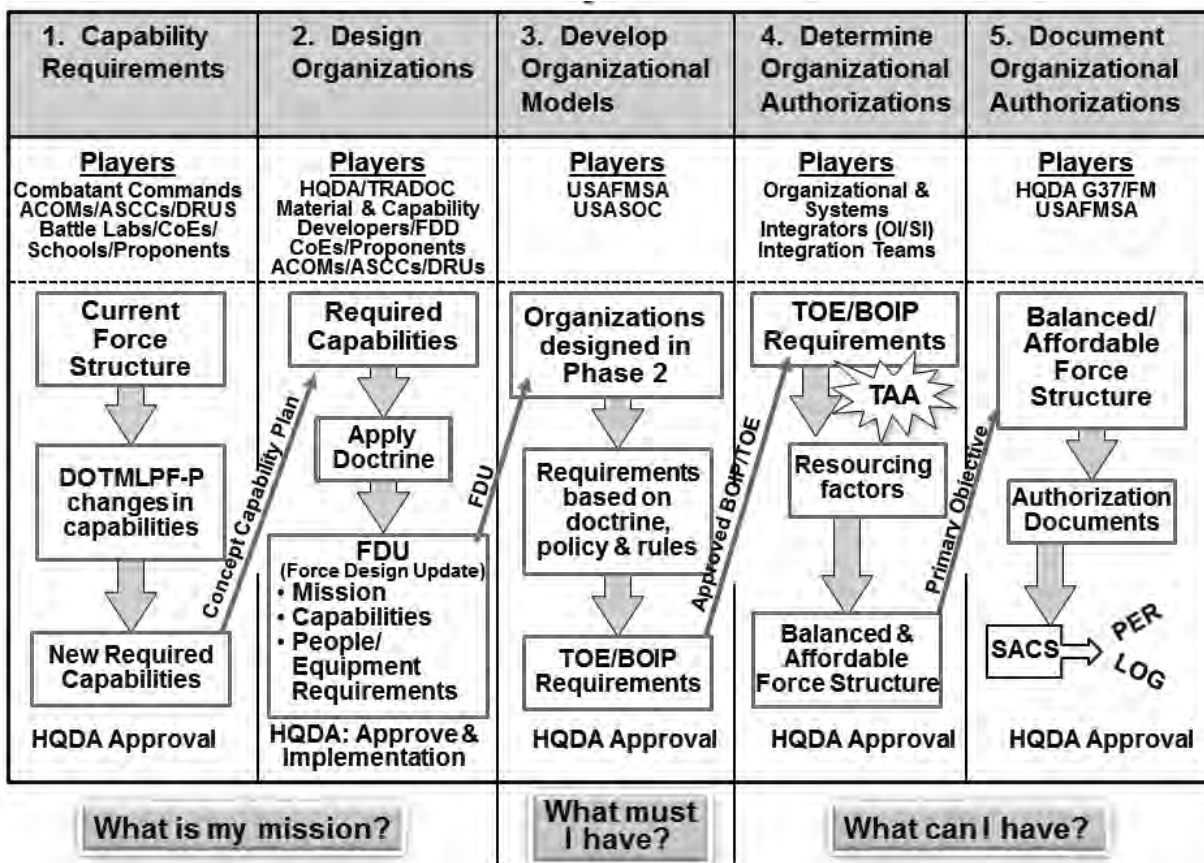 1. Capability
Requirements
2. Design
Organizations
3. Develop
Organizational
Models
4. Determine
Organizational
Authorizations
5. Document
Organizational
Authorizations
Players
Combatant Commands
ACOMs/ASCCs/DRUS
Battle Labs/CoEs/
Schools/Proponents
Players
HQDA/TRADOC
Material & Capability
Developers/FDD
CoEs/Proponents
ACOMs/ASCCs/DRUs
Players
USAFMSA
USASOC
Players
Organizational &
Systems
Integrators (OI/SI)
Integration Teams
Players
HQDA G37/FM
USAFMSA
Current
Force
Structure
DOTMLPF-P
changes in
capabilities
New Required
Capabilities
HQDA Approval
Concept Capability Plan
Required
Capabilities
Apply
Doctrine
FDU
(Force Design Update)
• Mission
• Capabilities
• People/
Equipment
Requirements
HQDA: Approve &
Implementation
FDU
Organizations
designed in
Phase 2
Requirements
based on
doctrine,
policy & rules
TOE/BOIP
Requirements
HQDA Approval
Approved BOIP/TOE
TOE/BOIP
Requirements
TAA
Resourcing
factors
Balanced &
Affordable
Force Structure
HQDA Approval
Primary Objective
Balanced/
Affordable
Force
Structure
Authorization
Documents
SACS
PER
LOG
HQDA Approval
What is my mission?
What must
I have?
What can I have?